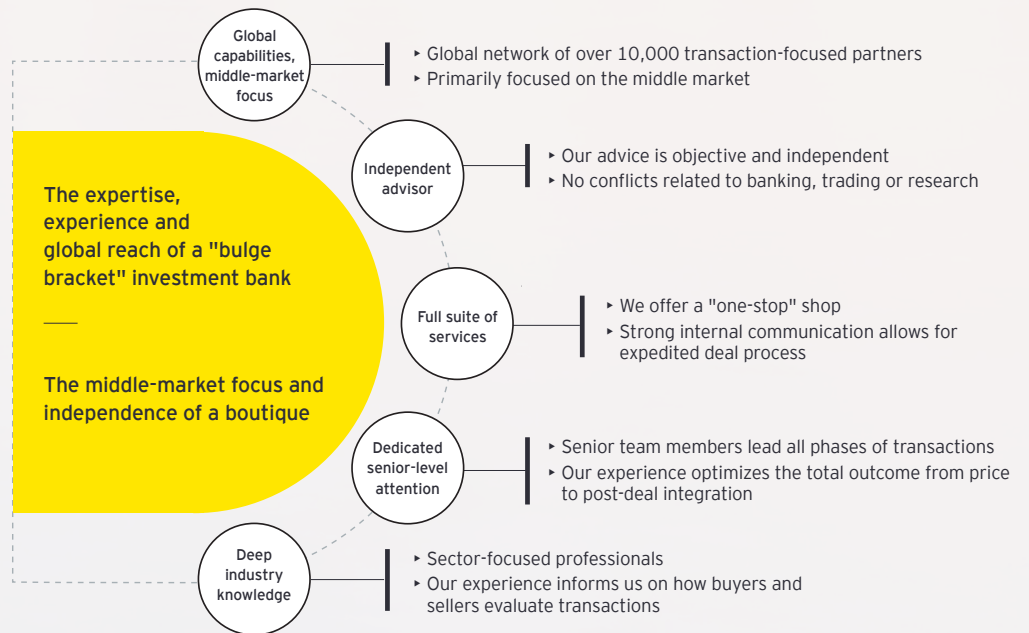 Global
capabilities,
middle-market
focus
▸ Global network of over 10,000 transaction-focused partners
▸ Primarily focused on the middle market
Independent
advisor
▸ Our advice is objective and independent
▸ No conflicts related to banking, trading or research
The expertise,
experience and
global reach of a "bulge
bracket" investment bank
The middle-market focus and
independence of a boutique
Full suite of
services
▸ We offer a "one-stop" shop
▸ Strong internal communication allows for
expedited deal process
Dedicated
senior-level
attention
▸ Senior team members lead all phases of transactions
▸ Our experience optimizes the total outcome from price
to post-deal integration
Deep
industry
knowledge
▸ Sector-focused professionals
▸ Our experience informs us on how buyers and
sellers evaluate transactions